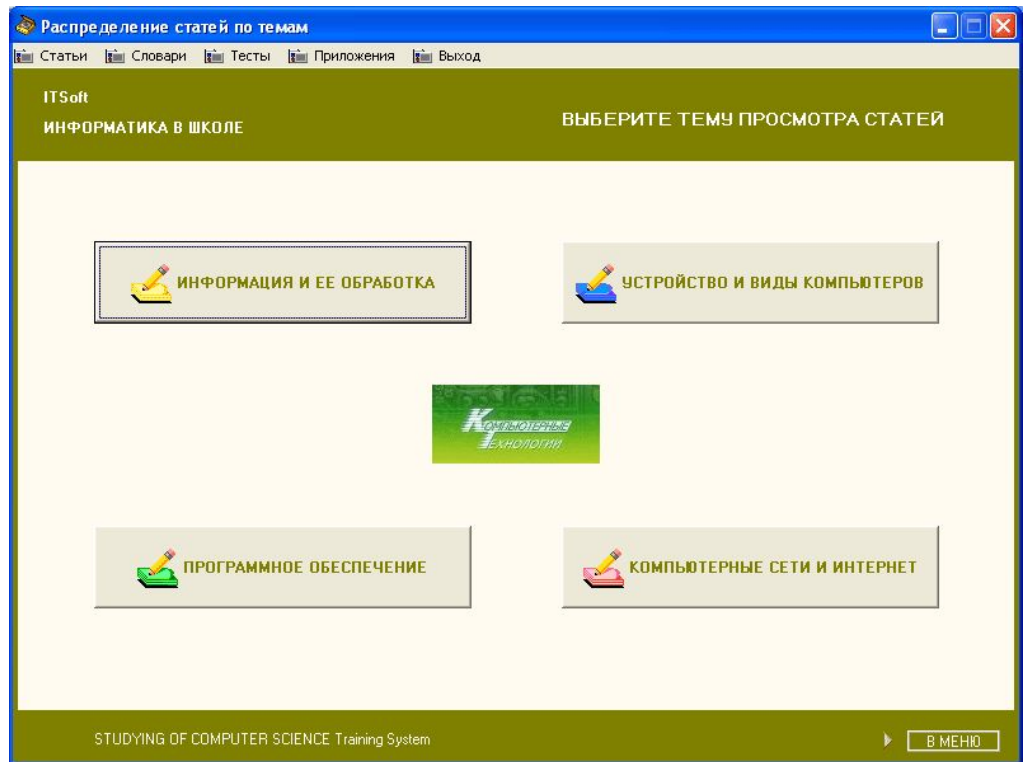 Распределение статей по темам
Статьи Словари Тесты Приложения Выход
ITSoft
ИНФОРМАТИКА В ШКОЛЕ
ВЫБЕРИТЕ ТЕМУ ПРОСМОТРА СТАТЕЙ
ИНФОРМАЦИЯ И ЕЕ ОБРАБОТКА
УСТРОЙСТВО И ВИДЫ КОМПЬЮТЕРОВ
КОМПЬЮТЕРНЫЕ
ТЕХНОЛОГИИ
ПРОГРАММНОЕ ОБЕСПЕЧЕНИЕ
КОМПЬЮТЕРНЫЕ СЕТИ И ИНТЕРНЕТ
STUDYING OF COMPUTER SCIENCE Training System
В МЕНЮ